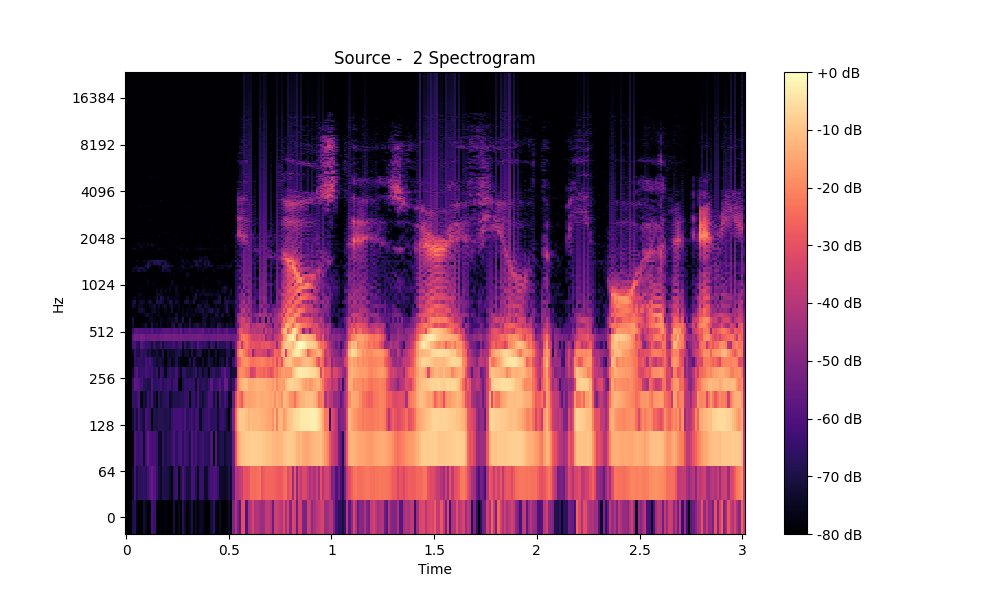 Source -  2 Spectrogram
Hz
16384
8192
4096
2048
1024
512
256
128
64
0
0
0.5
1
1.5
2
2.5
3
Time
+0 dB
-10 dB
-20 dB
-30 dB
-40 dB
-50 dB
-60 dB
-70 dB
-80 dB